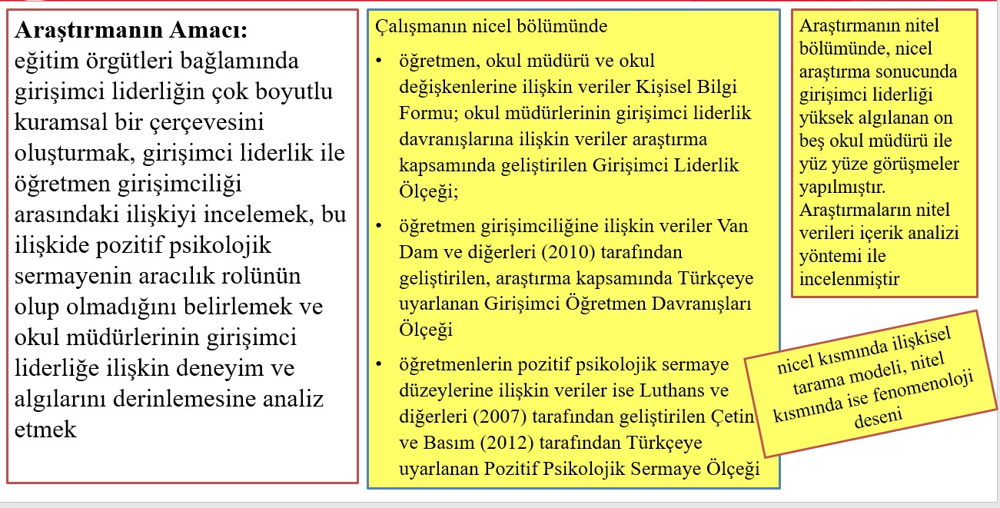 Araştırmanın Amacı:
eğitim örgütleri bağlamında
girişimci liderliğin çok boyutlu
kuramsal bir çerçevesini
oluşturmak, girişimci liderlik ile
öğretmen girişimciliği
arasındaki ilişkiyi incelemek, bu
ilişkide pozitif psikolojik
sermayenin aracılık rolünün
olup olmadığını belirlemek ve
okul müdürlerinin girişimci
liderliğe ilişkin deneyim ve
algılarını derinlemesine analiz
etmek
Çalışmanın nicel bölümünde
• öğretmen, okul müdürü ve okul
değişkenlerine ilişkin veriler Kişisel Bilgi
Formu; okul müdürlerinin girişimci liderlik
davranışlarına ilişkin veriler araştırma
kapsamında geliştirilen Girişimci Liderlik
Ölçeği;
• öğretmen girişimciliğine ilişkin veriler Van
Dam ve diğerleri (2010) tarafından
geliştirilen, araştırma kapsamında Türkçeye
uyarlanan Girişimci Öğretmen Davranışları
Ölçeği
• öğretmenlerin pozitif psikolojik sermaye
düzeylerine ilişkin veriler ise Luthans ve
diğerleri (2007) tarafından geliştirilen Çetin
ve Basım (2012) tarafından Türkçeye
uyarlanan Pozitif Psikolojik Sermaye Ölçeği
Araştırmanın nitel
bölümünde, nicel
araştırma sonucunda
girişimci liderliği
yüksek algılanan on
beş okul müdürü ile
yüz yüze görüşmeler
yapılmıştır.
Araştırmaların nitel
verileri içerik analizi
yöntemi ile
incelenmiştir
nicel kısmında ilişkisel
tarama modeli, nitel
kısmında ise fenomenoloji
deseni